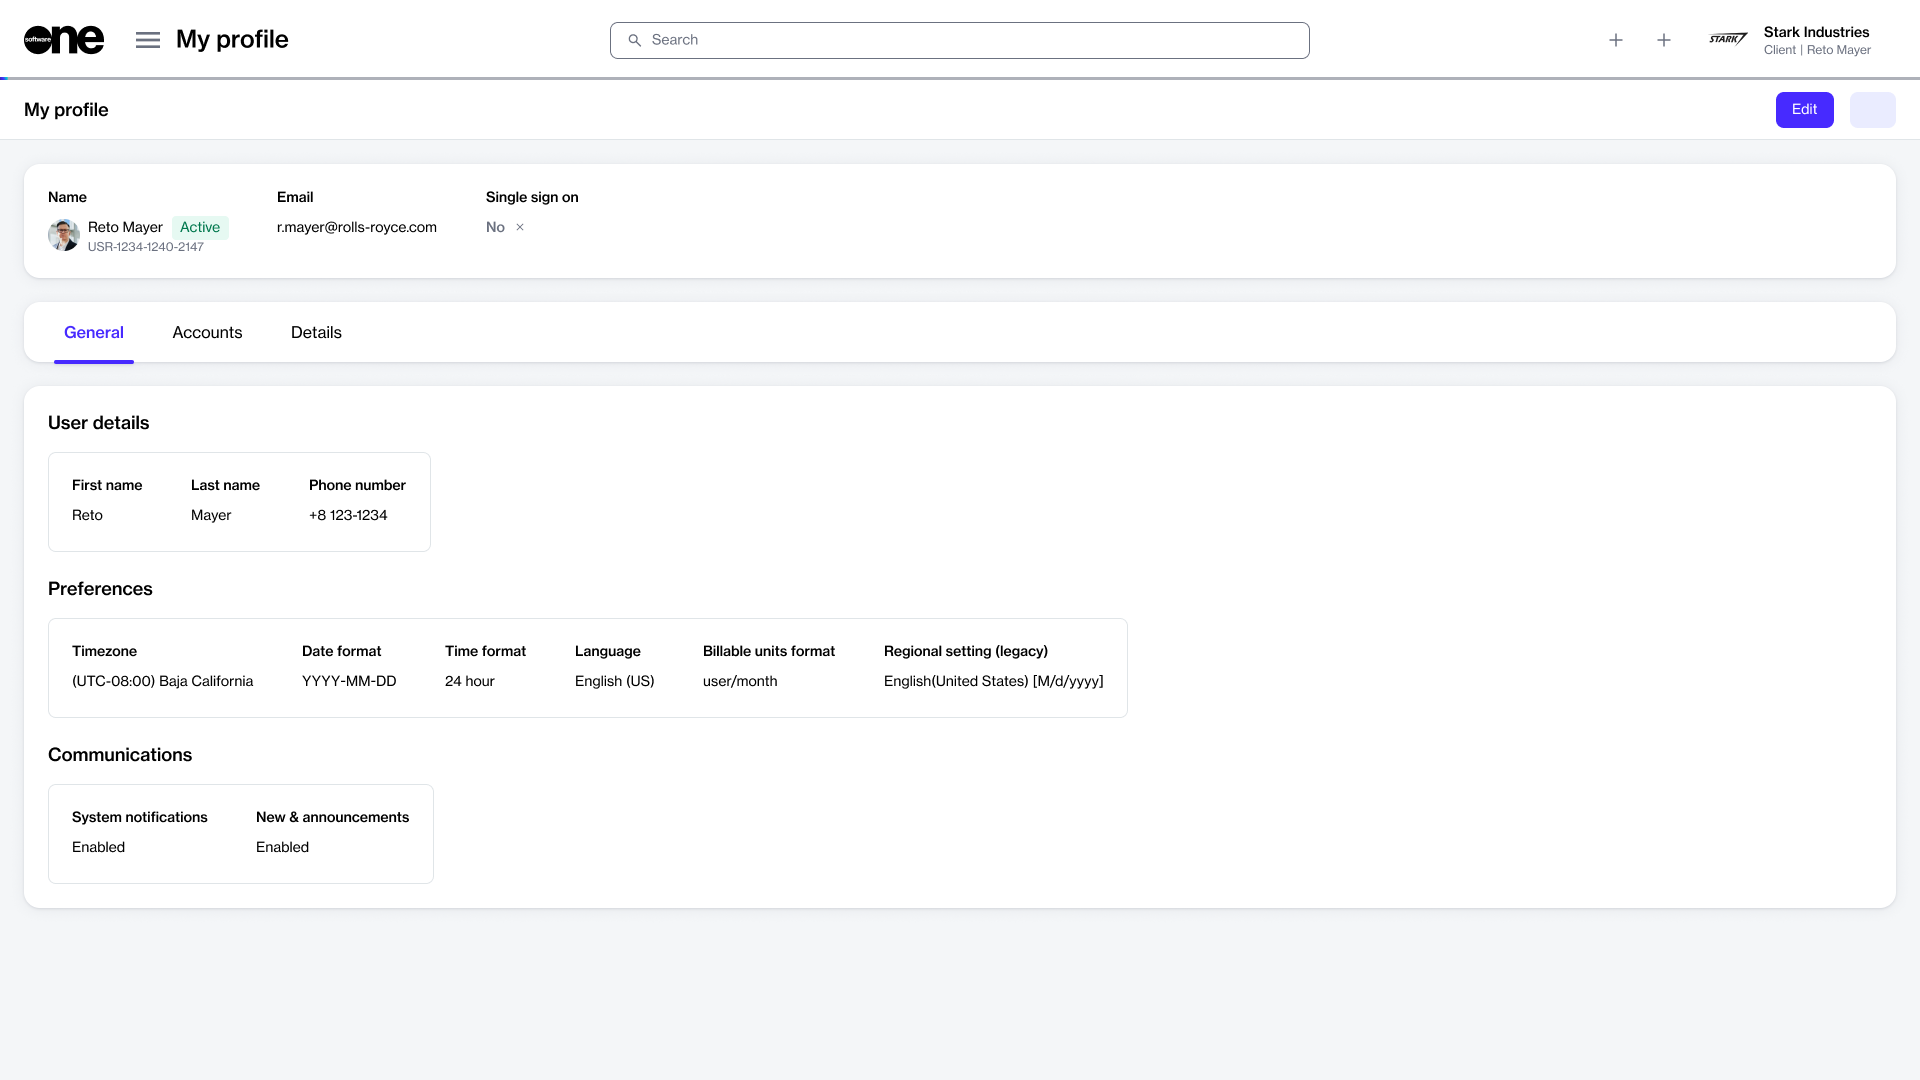 software one
My profile
Search
STARK
Stark Industries
Client | Reto Mayer
My profile
Edit
Name
Email
Single sign on
Reto Mayer
Active
r.mayer@rolls-royce.com
No
USR-1234-1240-2147
General
Accounts
Details
User details
First name
Last name
Phone number
Reto
Mayer
+8 123-1234
Preferences
Timezone
Date format
Time format
Language
Billable units format
Regional setting (legacy)
(UTC-08:00) Baja California
YYYY-MM-DD
24 hour
English (US)
user/month
English(United States) [M/d/yyyy]
Communications
System notifications
New & announcements
Enabled
Enabled